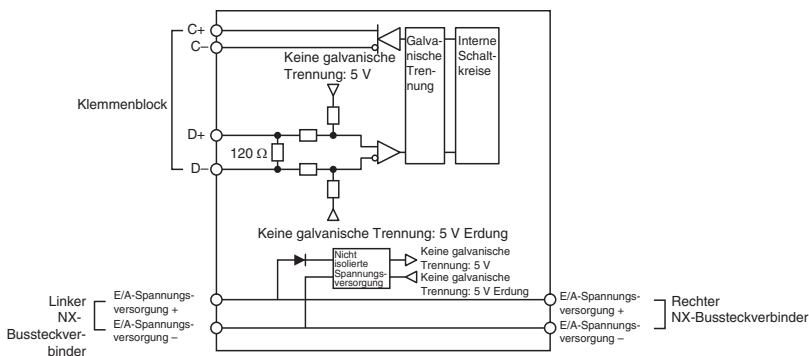 C+
C–
Klemmenblock
Keine galvanische
Trennung: 5 V
Galva-
nische
Tren-
nung
Interne
Schalt-
kreise
D+
120 Ω
D–
Keine galvanische Trennung: 5 V Erdung
Nicht
isolierte
Spannungs-
versorgung
Keine galvanische
Trennung: 5 V
Keine galvanische
Trennung: 5 V Erdung
Linker
NX-
Bussteckver-
binder
E/A-Spannungs-
versorgung +
E/A-Spannungs-
versorgung –
E/A-Spannungs-
versorgung +
E/A-Spannungs-
versorgung –
Rechter
NX-Bussteckverbinder